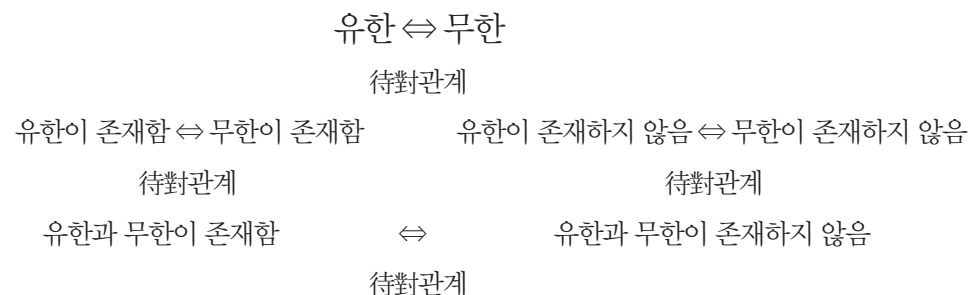 유한 ⇔ 무한
待對관계
유한이 존재함 ⇔ 무한이 존재함 유한이 존재하지 않음 ⇔ 무한이 존재하지 않음
待對관계 待對관계
유한과 무한이 존재함 ⇔ 유한과 무한이 존재하지 않음
待對관계